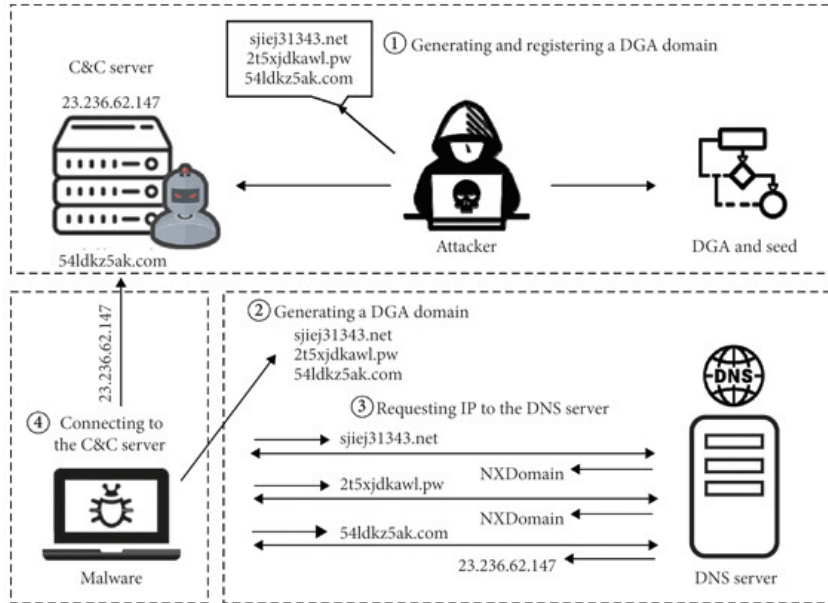 sjiej31343.net
2t5xjdkawl.pw
54ldkz5ak.com
① Generating and registering a DGA domain
C&C server
23.236.62.147
54ldkz5ak.com
Attacker
DGA and seed
23.236.62.147
② Generating a DGA domain
sjiej31343.net
2t5xjdkawl.pw
54ldkz5ak.com
DNS
③ Requesting IP to the DNS server
④ Connecting to
the C&C server
sjiej31343.net
NXDomain
2t5xjdkawl.pw
NXDomain
54ldkz5ak.com
23.236.62.147
Malware
DNS server